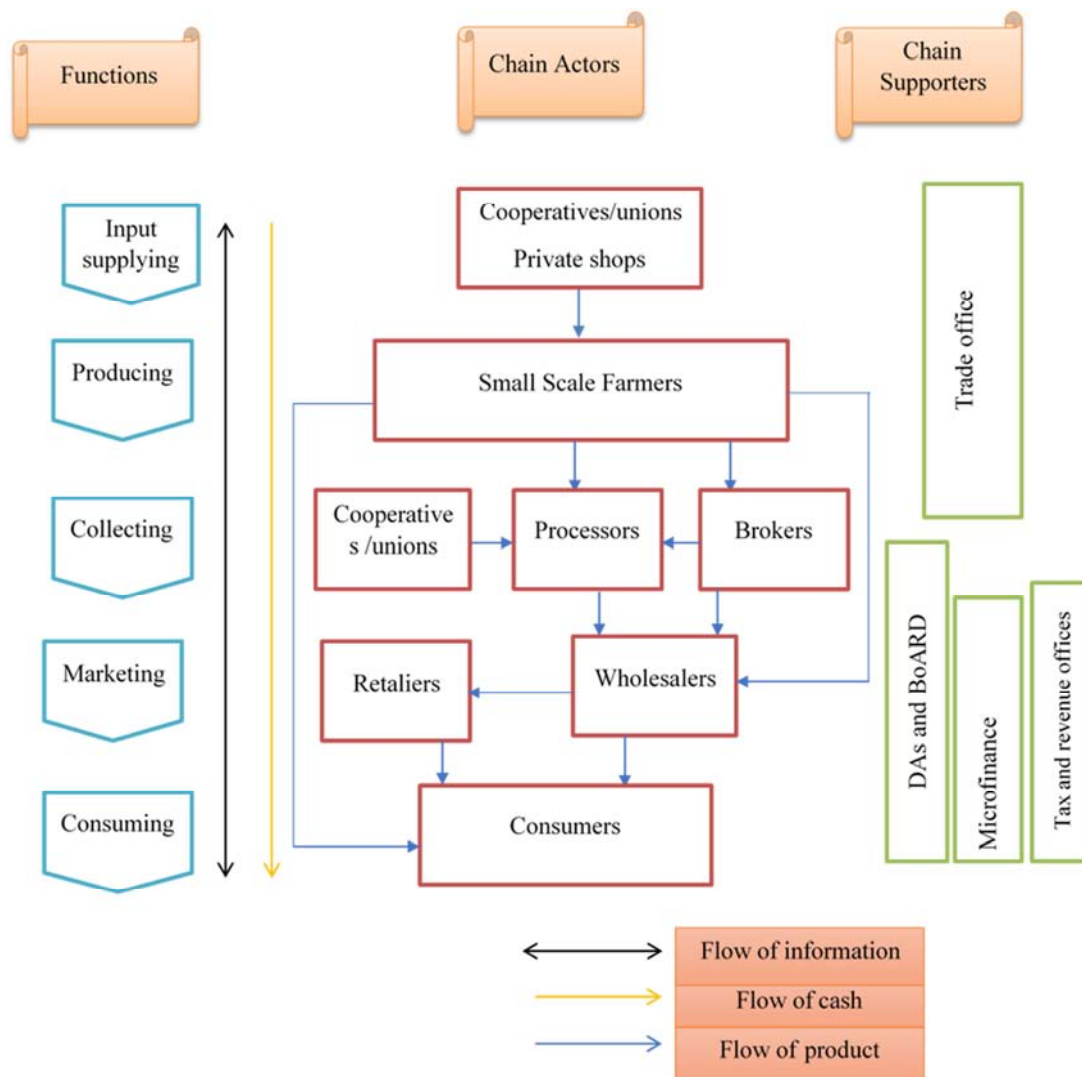 Functions
Chain Actors
Chain
Supporters
Input
supplying
Producing
Collecting
Marketing
Consuming
Cooperatives/unions
Private shops
Small Scale Farmers
Cooperative
s /unions
Processors
Brokers
Retaliers
Wholesalers
Consumers
Trade office
DAs and BoARD
Microfinance
Tax and revenue offices
Flow of information
Flow of cash
Flow of product